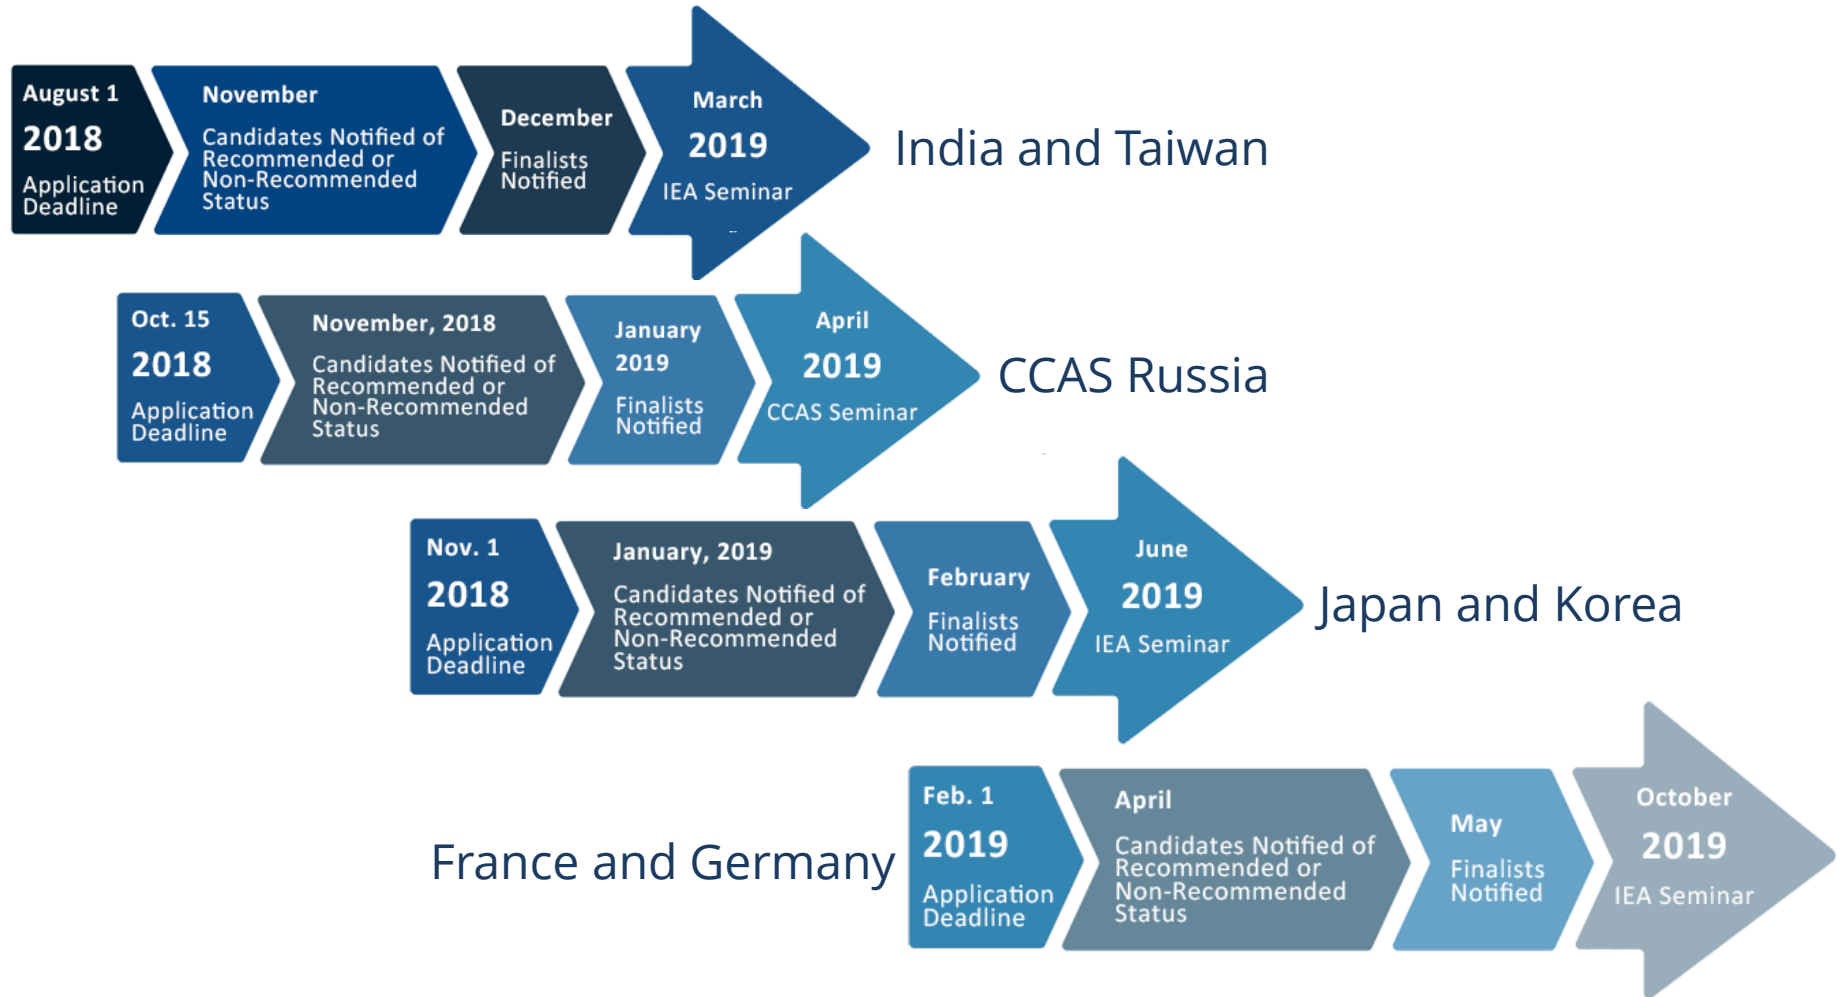 August 1
2018
Application
Deadline
November
Candidates Notified of
Recommended or
Non-Recommended
Status
December
Finalists
Notified
March
2019
IEA Seminar
India and Taiwan
Oct. 15
2018
Application
Deadline
November, 2018
Candidates Notified of
Recommended or
Non-Recommended
Status
January
2019
Finalists
Notified
April
2019
CCAS Seminar
CCAS Russia
Nov. 1
2018
Application
Deadline
January, 2019
Candidates Notified of
Recommended or
Non-Recommended
Status
February
Finalists
Notified
June
2019
IEA Seminar
Japan and Korea
France and Germany
Feb. 1
2019
Application
Deadline
April
Candidates Notified of
Recommended or
Non-Recommended
Status
May
Finalists
Notified
October
2019
IEA Seminar